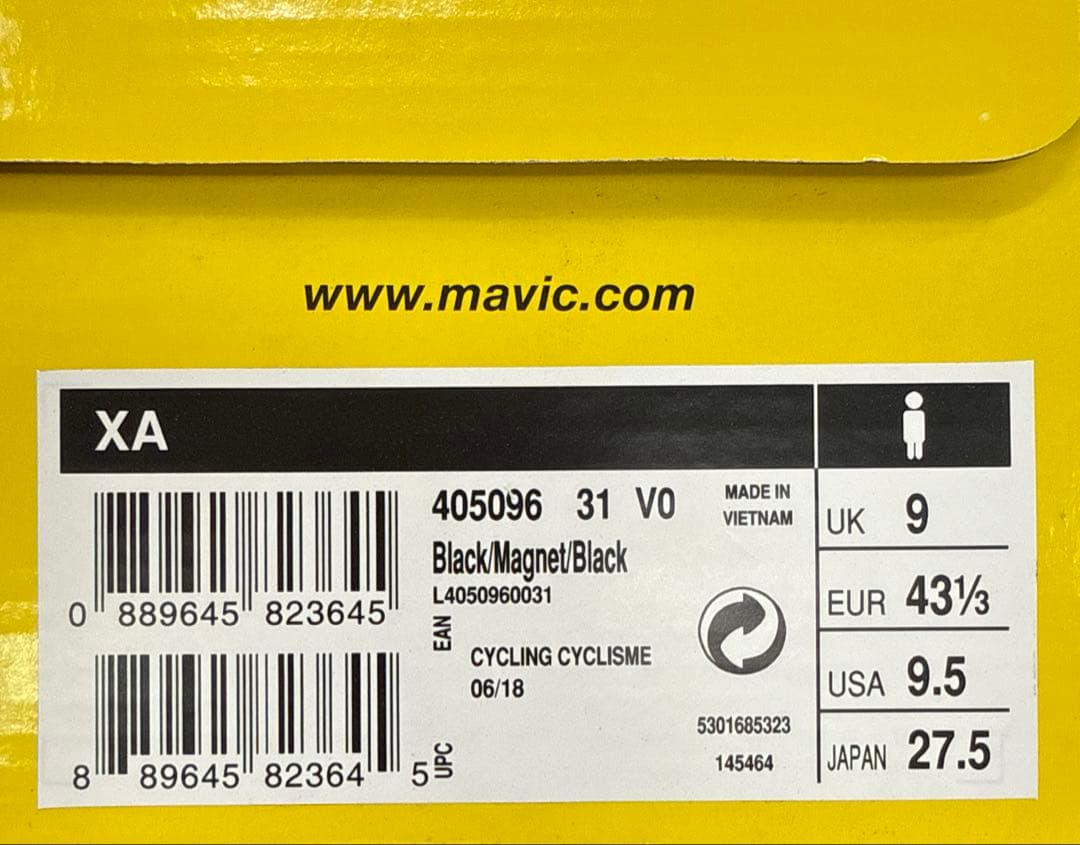 www.mavic.com
XA
0 889645 823645
EAN
8 89645 82364 5
UPC
405096 31 V0
Black/Magnet/Black
L4050960031
CYCLING CYCLISME
06/18
MADE IN
VIETNAM
5301685323
145464
UK 9
EUR 43⅓
USA 9.5
JAPAN 27.5